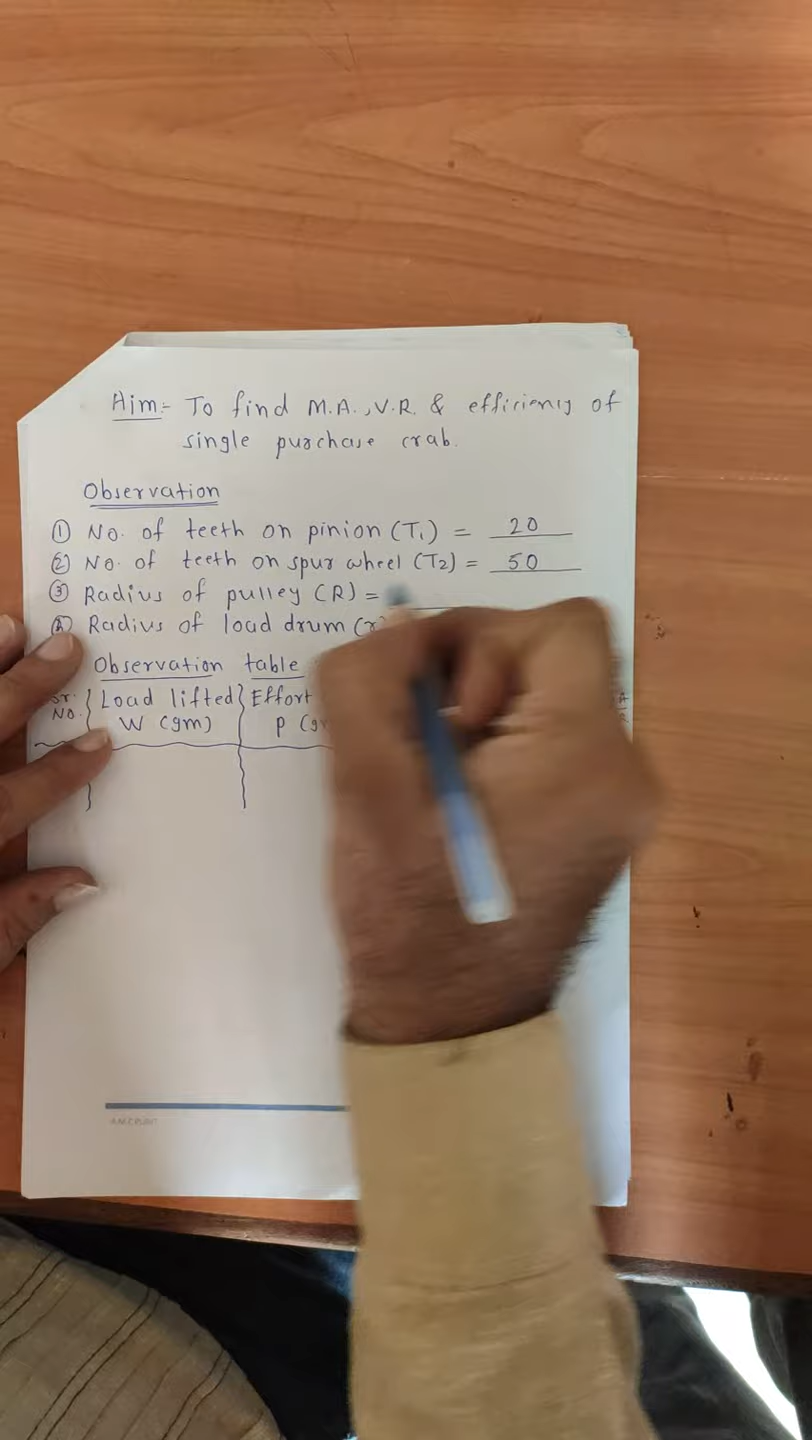 Aim:- To find M.A., V.R. & efficiency of
single purchase crab.
Observation
① No. of teeth on pinion (T1) = 20
② No. of teeth on spur wheel (T2) = 50
③ Radius of pulley (R) =
④ Radius of load drum (r)
Observation table
Sr. No. Load lifted W (gm) Effort P